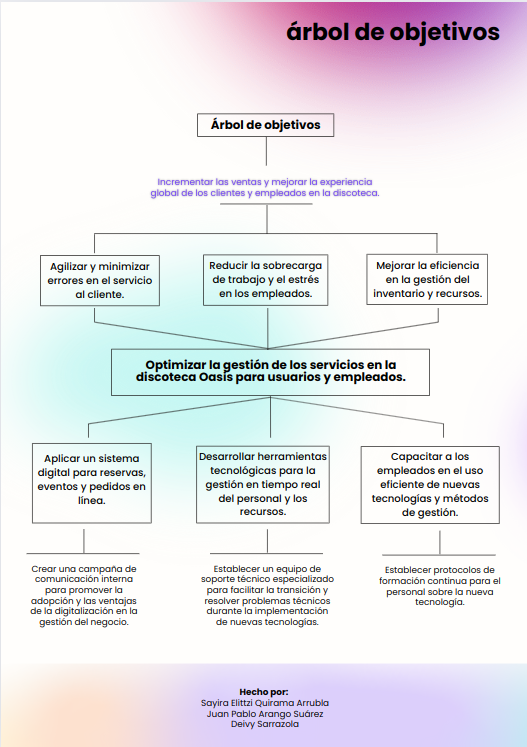 árbol de objetivos
Árbol de objetivos
Incrementar las ventas y mejorar la experiencia
global de los clientes y empleados en la discoteca.
Agilizar y minimizar
errores en el servicio
al cliente.
Reducir la sobrecarga
de trabajo y el estrés
en los empleados.
Mejorar la eficiencia
en la gestión del
inventario y recursos.
Optimizar la gestión de los servicios en la
discoteca Oasis para usuarios y empleados.
Aplicar un sistema
digital para reservas,
eventos y pedidos en
línea.
Desarrollar herramientas
tecnológicas para la
gestión en tiempo real
del personal y los
recursos.
Capacitar a los
empleados en el uso
eficiente de nuevas
tecnologías y métodos
de gestión.
Crear una campaña de
comunicación interna
para promover la
adopción y las ventajas
de la digitalización en la
gestión del negocio.
Establecer un equipo de
soporte técnico especializado
para facilitar la transición y
resolver problemas técnicos
durante la implementación
de nuevas tecnologías.
Establecer protocolos de
formación continua para el
personal sobre la nueva
tecnología.
Hecho por:
Sayira Elittzi Quirama Arrubla
Juan Pablo Arango Suárez
Deivy Sarrazola